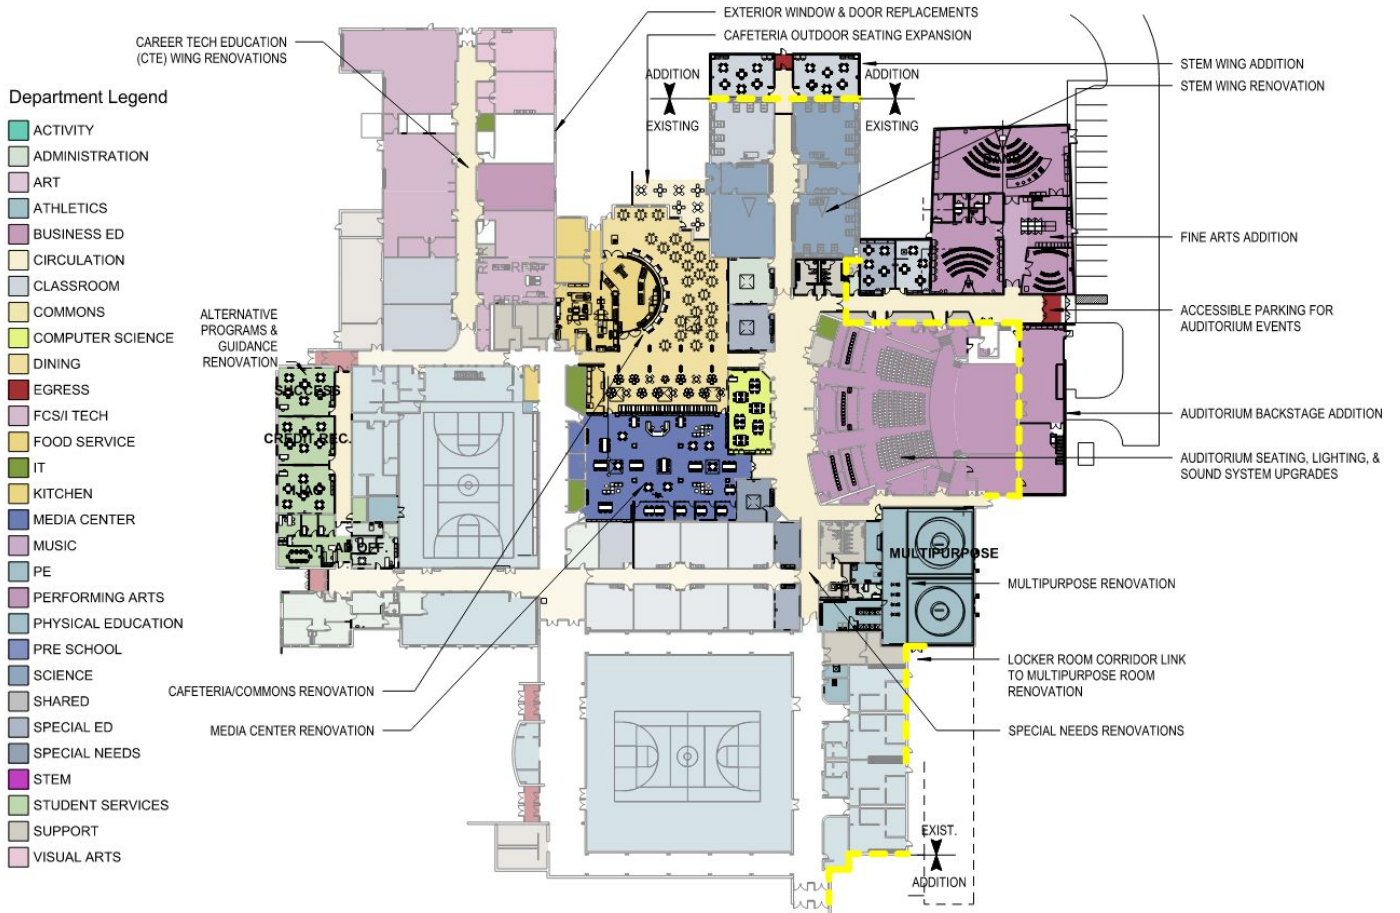 EXTERIOR WINDOW & DOOR REPLACEMENTS
CAFETERIA OUTDOOR SEATING EXPANSION
CAREER TECH EDUCATION
(CTE) WING RENOVATIONS
STEM WING ADDITION
STEM WING RENOVATION
ADDITION
EXISTING
ADDITION
EXISTING
Department Legend
ACTIVITY
ADMINISTRATION
ART
ATHLETICS
BUSINESS ED
CIRCULATION
CLASSROOM
COMMONS
COMPUTER SCIENCE
DINING
EGRESS
FCS/I TECH
FOOD SERVICE
IT
KITCHEN
MEDIA CENTER
MUSIC
PE
PERFORMING ARTS
PHYSICAL EDUCATION
PRE SCHOOL
SCIENCE
SHARED
SPECIAL ED
SPECIAL NEEDS
STEM
STUDENT SERVICES
SUPPORT
VISUAL ARTS
BAND
FINE ARTS ADDITION
ALTERNATIVE
PROGRAMS &
GUIDANCE
RENOVATION
ACCESSIBLE PARKING FOR
AUDITORIUM EVENTS
SUCCESS
CREDIT REC.
AUDITORIUM BACKSTAGE ADDITION
AUDITORIUM SEATING, LIGHTING, &
SOUND SYSTEM UPGRADES
MULTIPURPOSE
MULTIPURPOSE RENOVATION
LOCKER ROOM CORRIDOR LINK
TO MULTIPURPOSE ROOM
RENOVATION
CAFETERIA/COMMONS RENOVATION
MEDIA CENTER RENOVATION
SPECIAL NEEDS RENOVATIONS
EXIST.
ADDITION